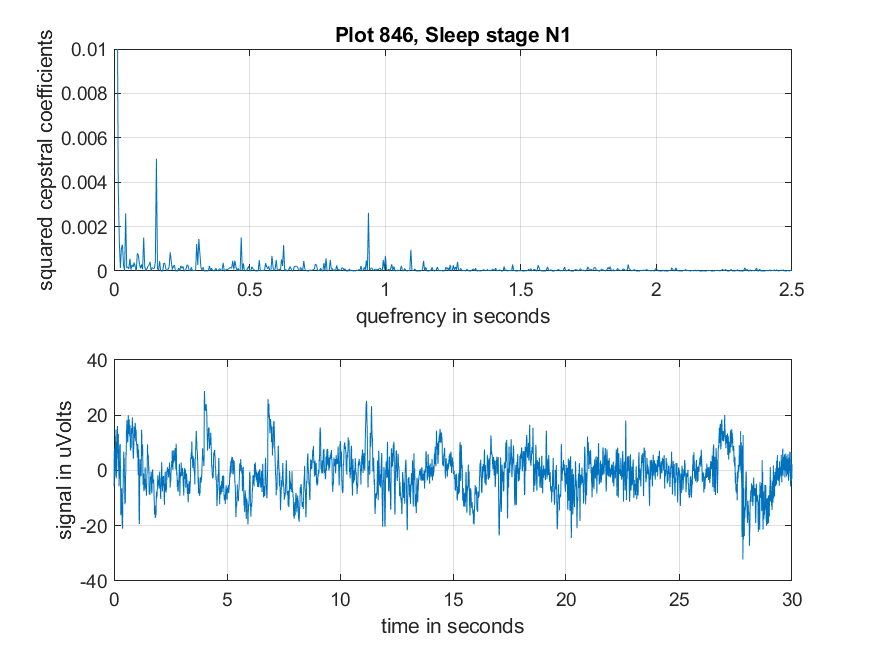 Plot 846, Sleep stage N1
squared cepstral coefficients
0.01
0.008
0.006
0.004
0.002
0
0 0.5 1 1.5 2 2.5
quefrency in seconds
signal in uVolts
40
20
0
-20
-40
0 5 10 15 20 25 30
time in seconds